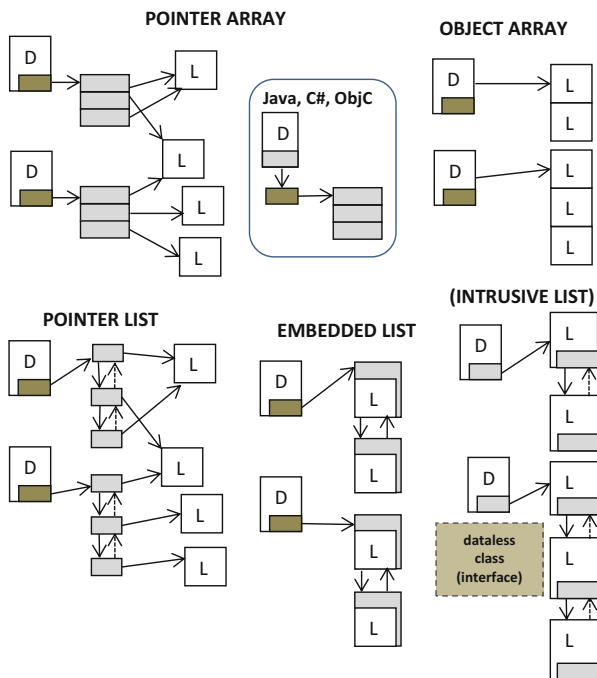 POINTER ARRAY
OBJECT ARRAY
D
L
Java, C#, ObjC
D
D
L
L
D
L
D
L
L
L
L
L
L
POINTER LIST
EMBEDDED LIST
(INTRUSIVE LIST)
D
L
D
L
D
L
L
L
D
L
D
L
D
L
D
L
L
L
L
L
L
dataless
class
(interface)